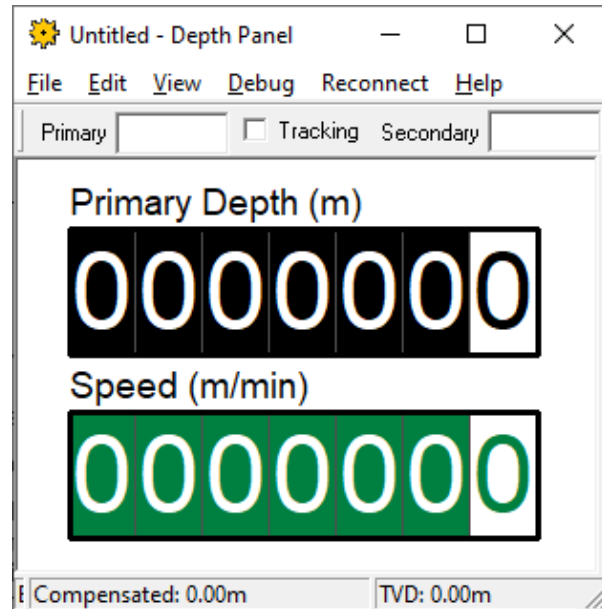 Untitled - Depth Panel
File Edit View Debug Reconnect Help
Primary Tracking Secondary
Primary Depth (m)
0000000
Speed (m/min)
0000000
Compensated: 0.00m TVD: 0.00m